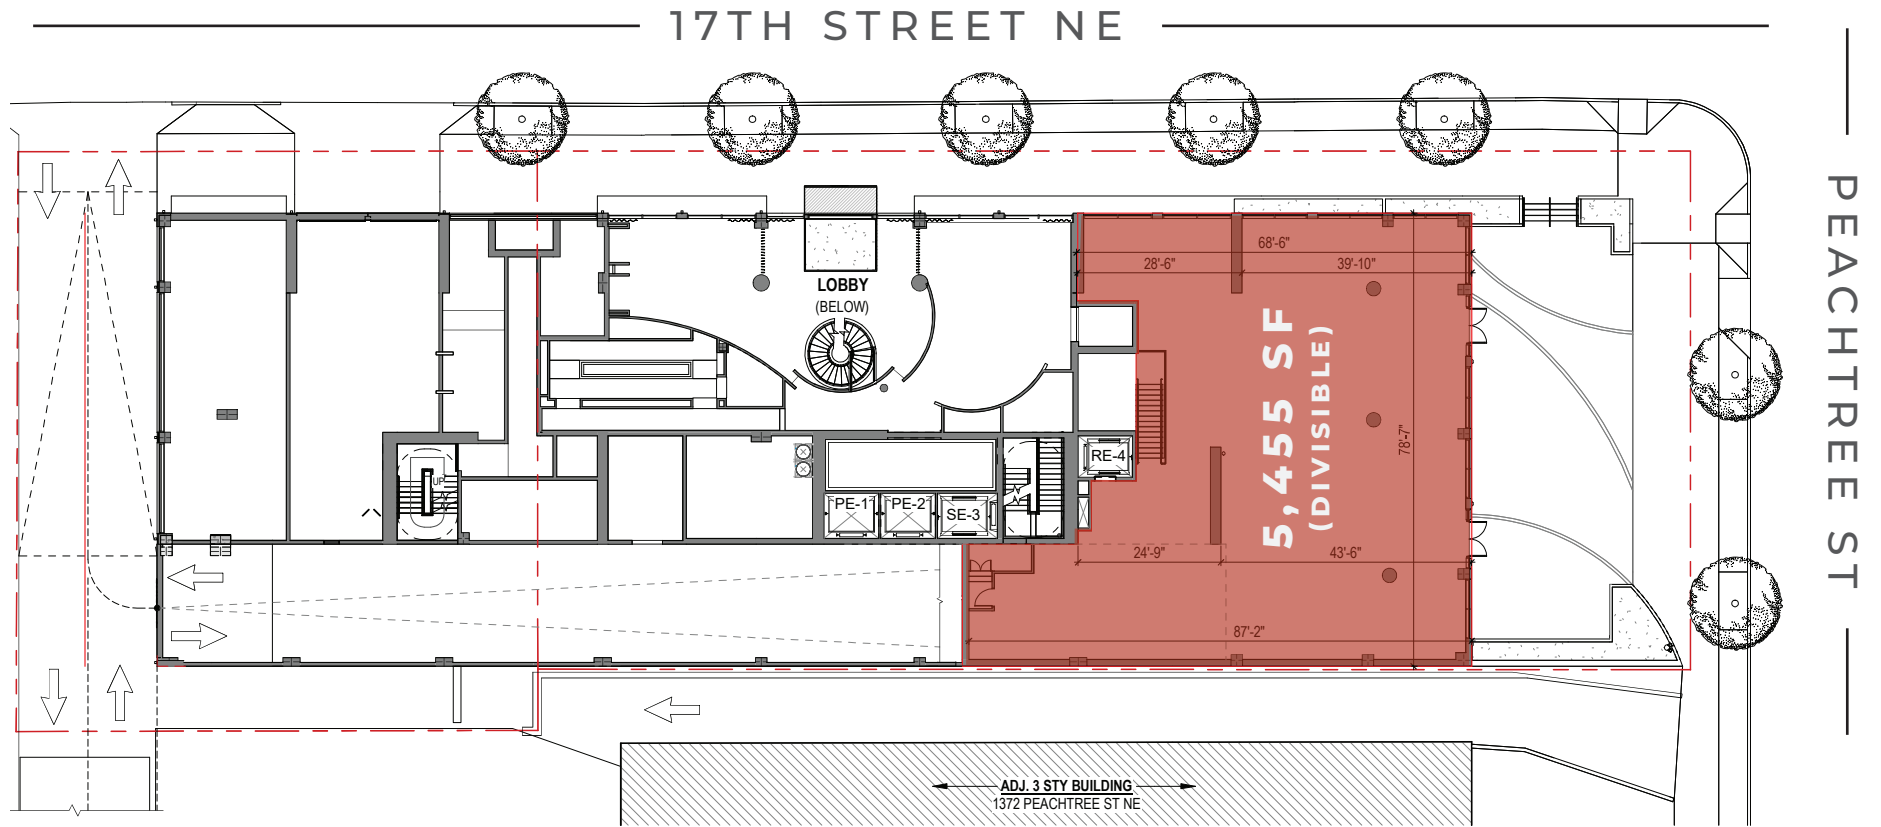 17TH STREET NE
PEACHTREE ST
68'-6"
28'-6"
39'-10"
LOBBY
(BELOW)
5,455 SF
(DIVISIBLE)
78'-7"
RE-4
UP
PE-1
PE-2
SE-3
24'-9"
43'-6"
87'-2"
ADJ. 3 STY BUILDING
1372 PEACHTREE ST NE